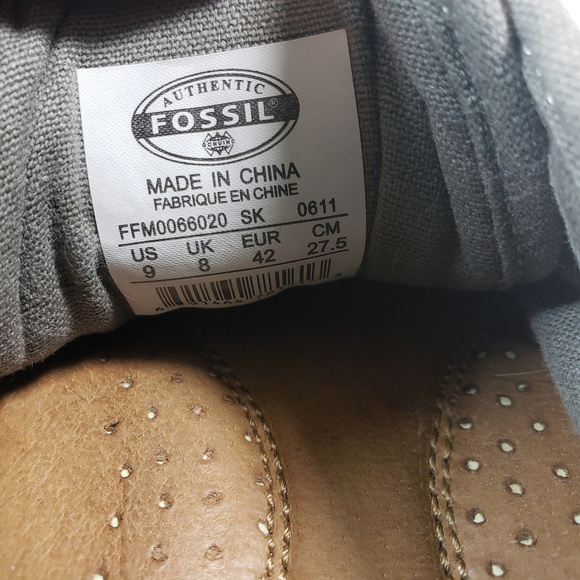 AUTHENTIC
FOSSIL®
MADE IN CHINA
FABRIQUE EN CHINE
FFM0066020 SK 0611
US UK EUR CM
9 8 42 27.5